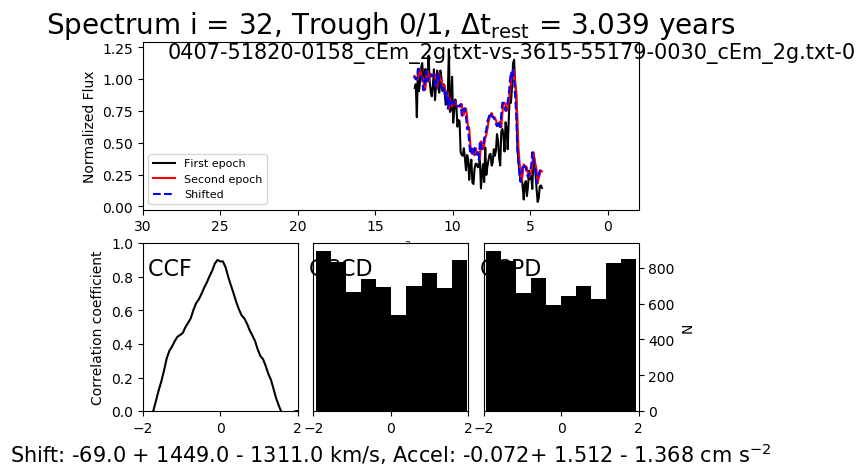 Spectrum i = 32, Trough 0/1, Δt_rest = 3.039 years
0407-51820-0158_cEm_2g.txt-vs-3615-55179-0030_cEm_2g.txt-0
Normalized Flux
1.25
1.00
0.75
0.50
0.25
0.00
First epoch
Second epoch
Shifted
30 25 20 15 10 5 0
Correlation coefficient
1.0
0.8
0.6
0.4
0.2
0.0
CCF
-2 0 2
-2 0 2
-2 0 2
800
600
400
200
0
N
Shift: -69.0 + 1449.0 - 1311.0 km/s, Accel: -0.072+ 1.512 - 1.368 cm s^−2